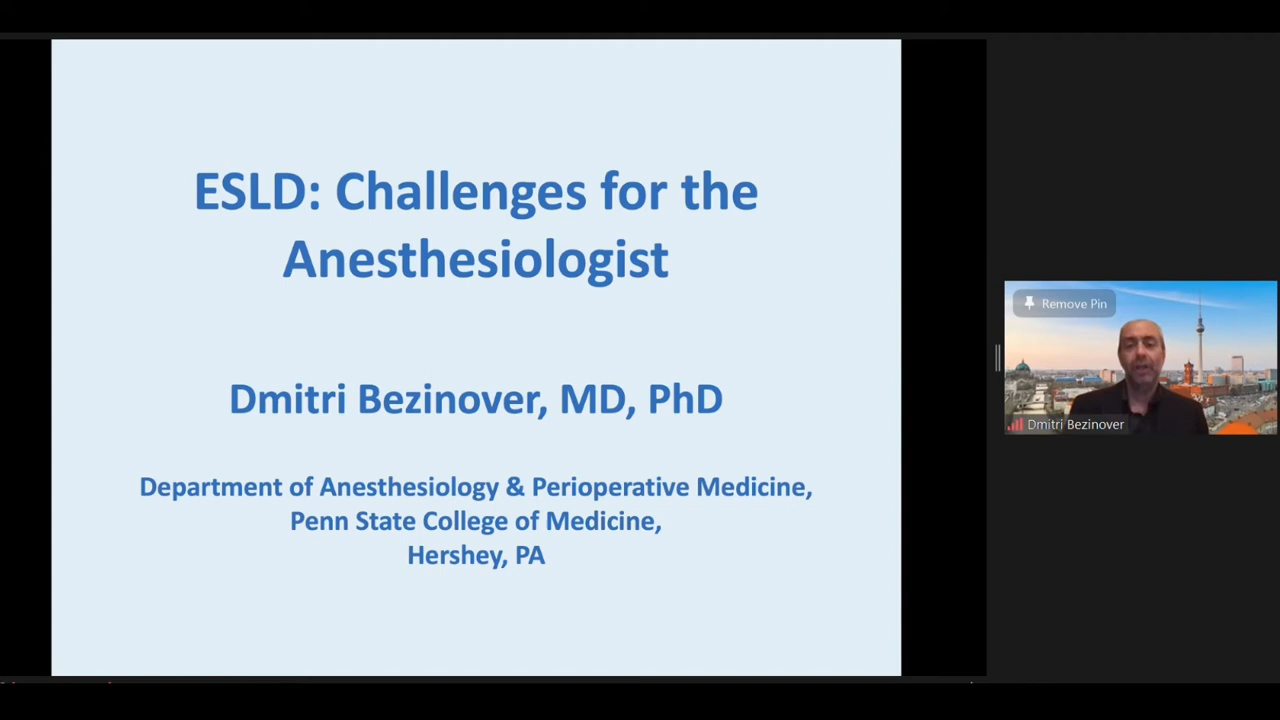 ESLD: Challenges for the
Anesthesiologist
Dmitri Bezinover, MD, PhD
Department of Anesthesiology & Perioperative Medicine,
Penn State College of Medicine,
Hershey, PA
Remove Pin
Dmitri Bezinover